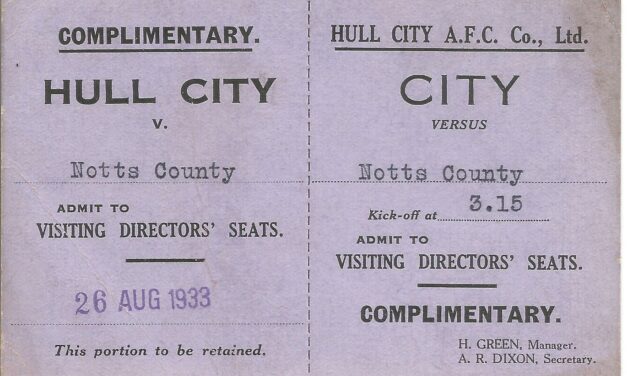 COMPLIMENTARY.
HULL CITY
V.
Notts County
ADMIT TO
VISITING DIRECTORS' SEATS.
26 AUG 1933
This portion to be retained.
HULL CITY A.F.C. Co., Ltd.
CITY
VERSUS
Notts County
Kick-off at 3.15
ADMIT TO
VISITING DIRECTORS' SEATS.
COMPLIMENTARY.
H. GREEN, Manager.
A. R. DIXON, Secretary.